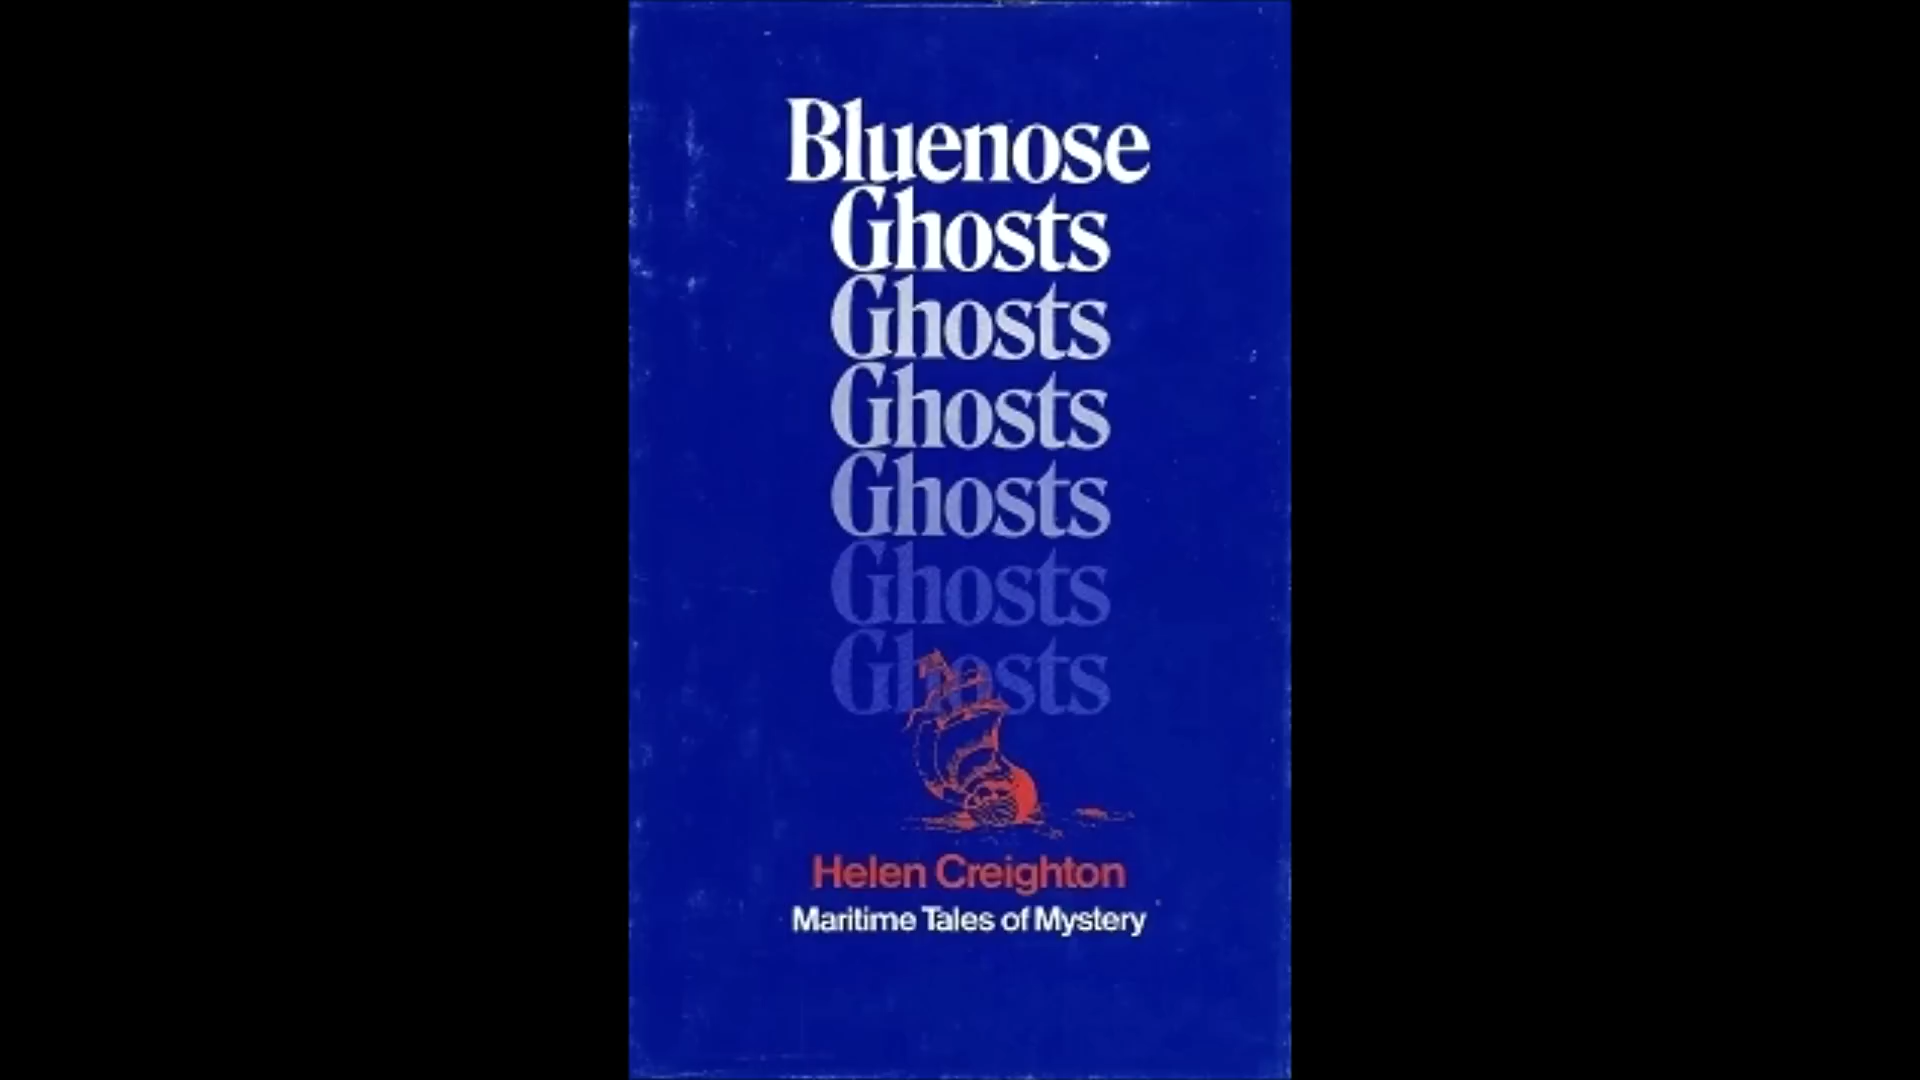 Bluenose
Ghosts
Ghosts
Ghosts
Ghosts
Ghosts
Ghosts
Helen Creighton
Maritime Tales of Mystery